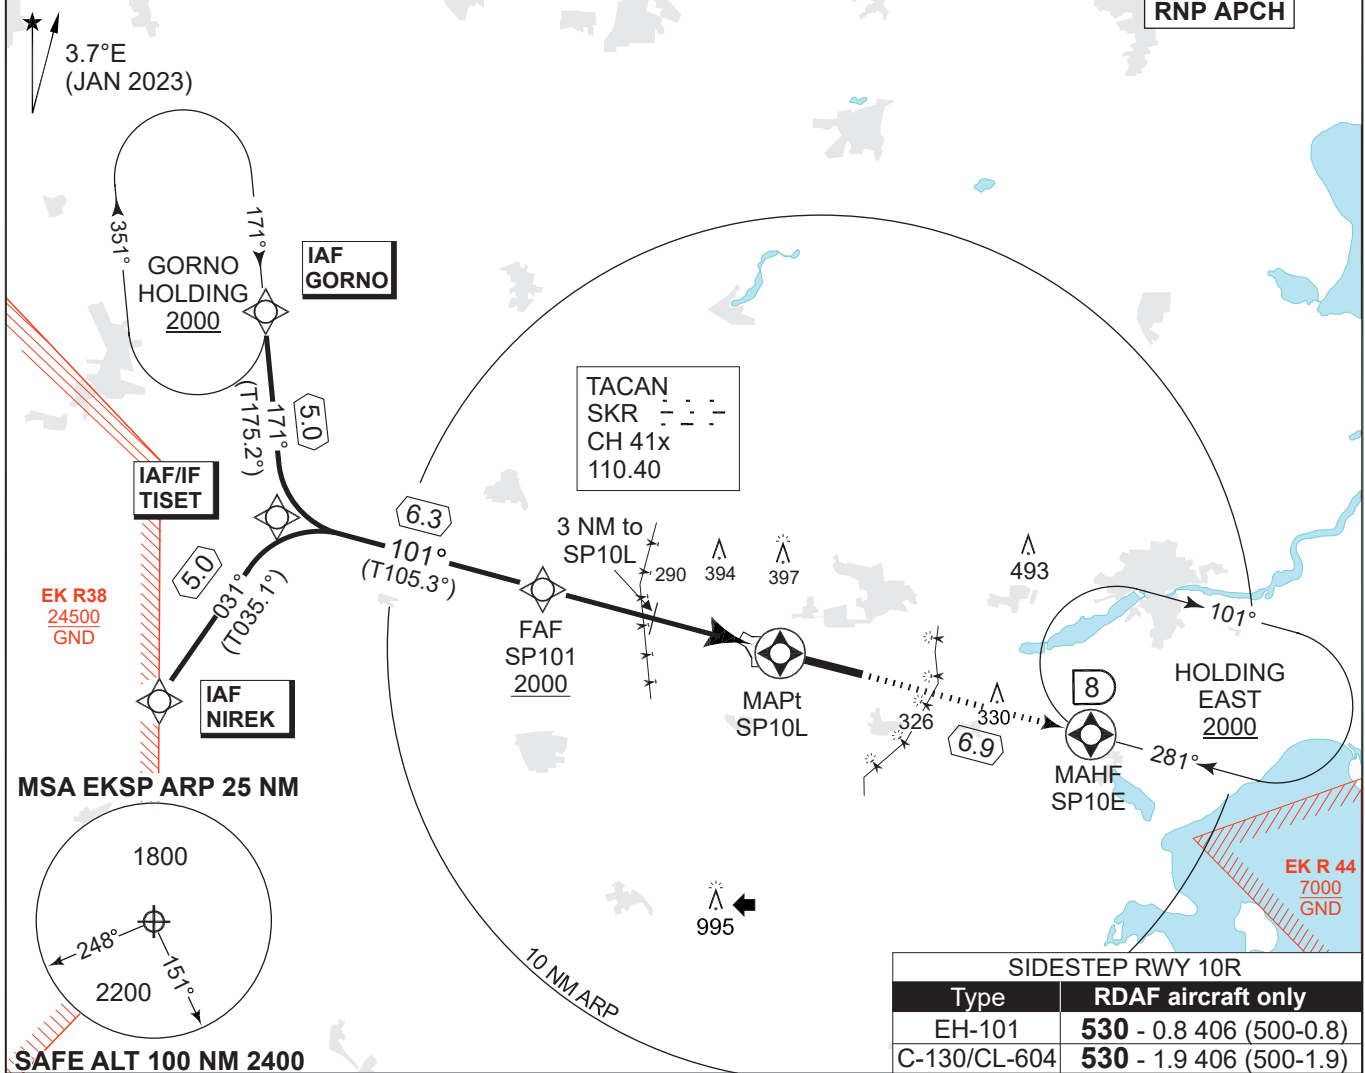 RNP APCH
3.7°E
(JAN 2023)
171°
351°
GORNO
HOLDING
2000
IAF
GORNO
171°
(T175.2°)
5.0
TACAN
SKR
CH 41x
110.40
IAF/IF
TISET
6.3
101°
(T105.3°)
3 NM to
SP10L
290
394
397
493
5.0
031°
(T035.1°)
EK R38
24500
GND
FAF
SP101
2000
101°
IAF
NIREK
MAPt
SP10L
326
330
6.9
8
HOLDING
EAST
2000
281°
MAHF
SP10E
MSA EKSP ARP 25 NM
1800
248°
151°
2200
SAFE ALT 100 NM 2400
995
10 NM ARP
EK R 44
7000
GND
SIDESTEP RWY 10R
Type RDAF aircraft only
EH-101 530 - 0.8 406 (500-0.8)
C-130/CL-604 530 - 1.9 406 (500-1.9)